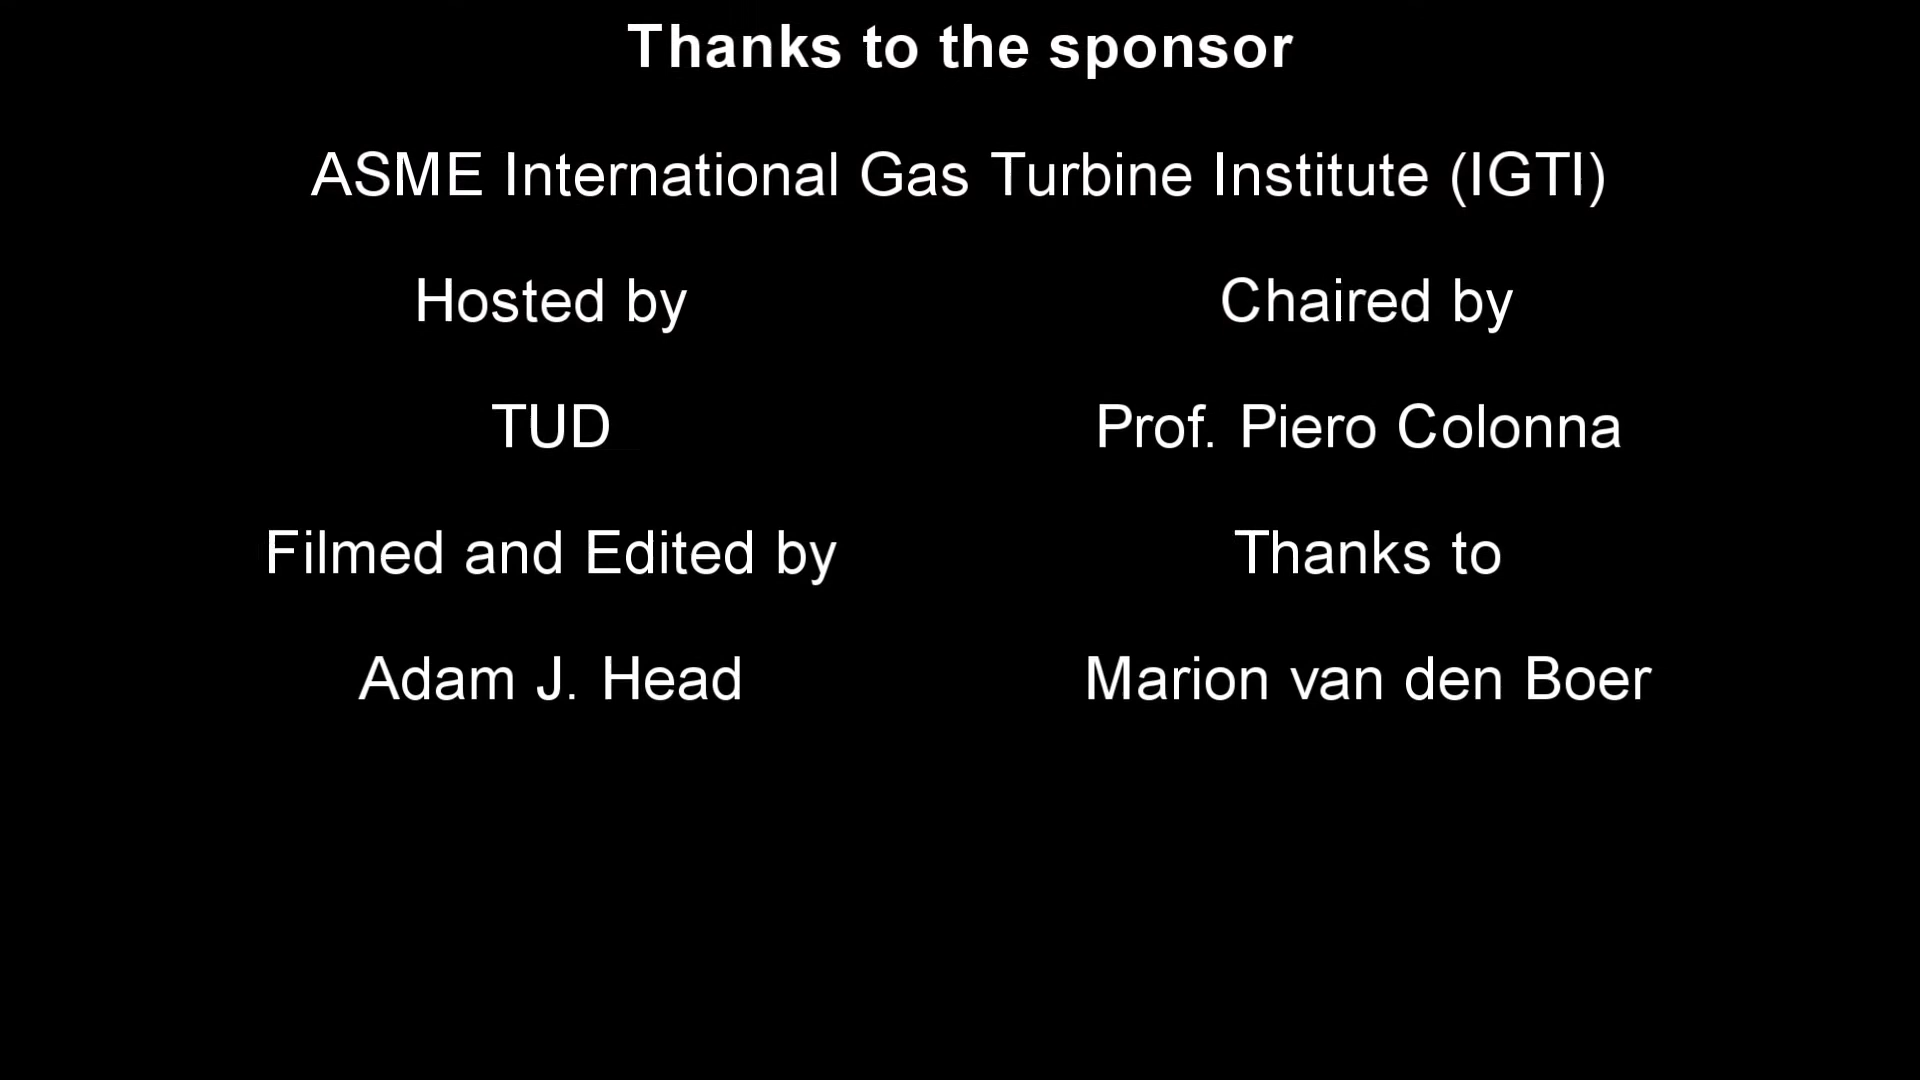 Thanks to the sponsor
ASME International Gas Turbine Institute (IGTI)
Hosted by
TUD
Chaired by
Prof. Piero Colonna
Filmed and Edited by
Adam J. Head
Thanks to
Marion van den Boer